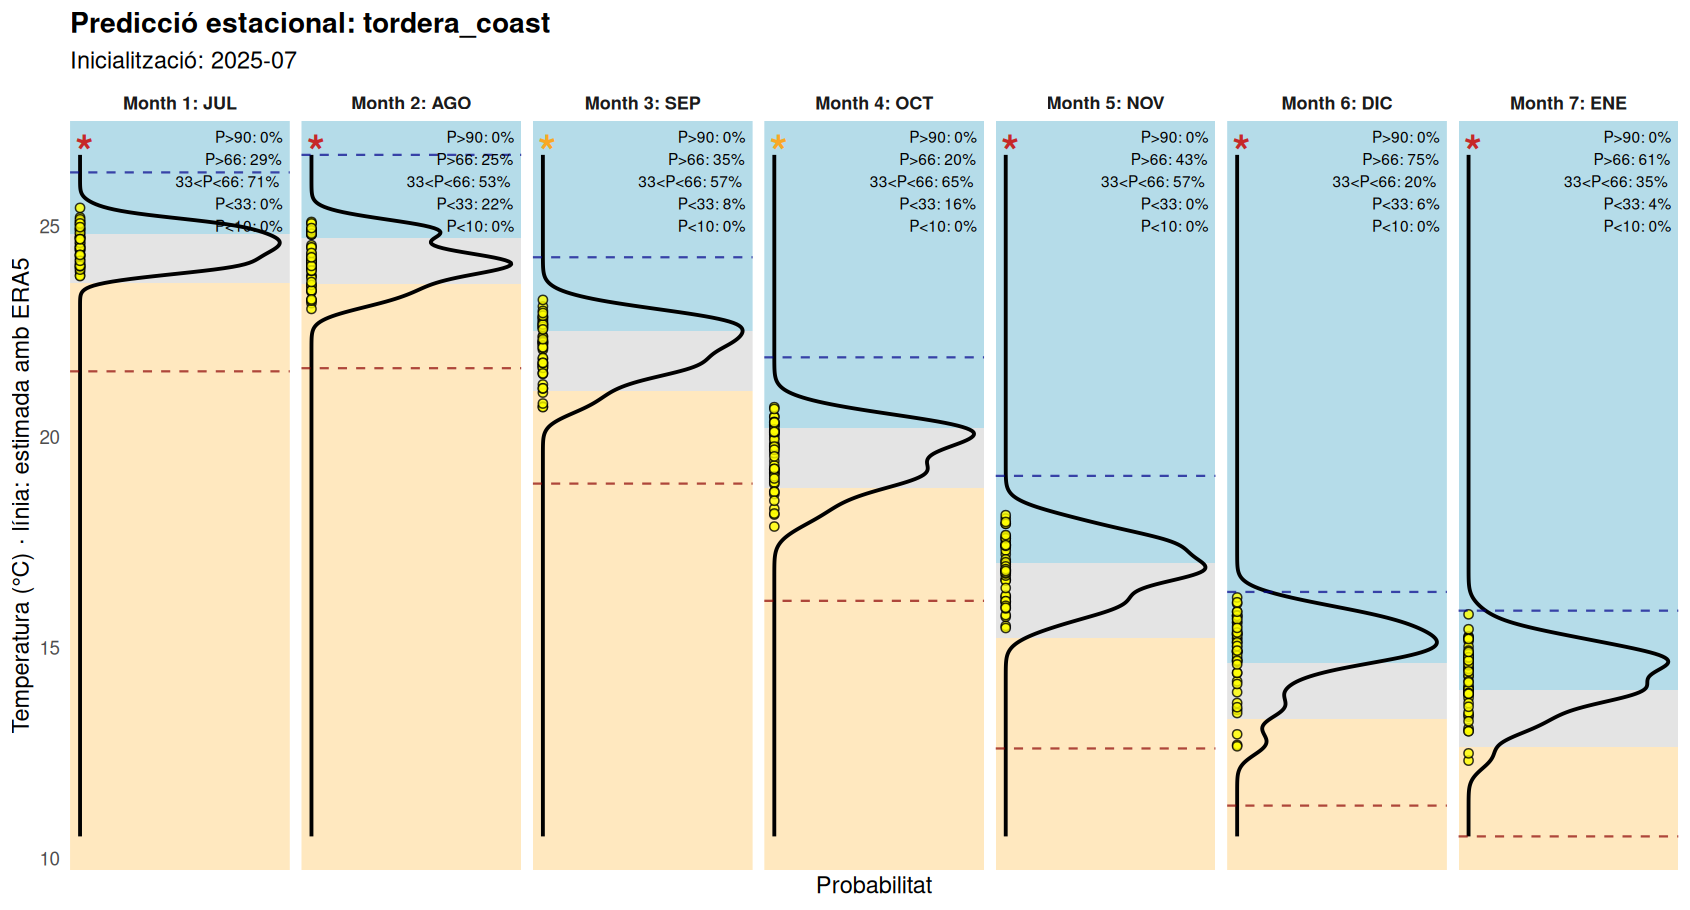 Predicció estacional: tordera_coast
Inicialització: 2025-07
Month 1: JUL
Month 2: AGO
Month 3: SEP
Month 4: OCT
Month 5: NOV
Month 6: DIC
Month 7: ENE
P>90: 0%
P>66: 29%
33<P<66: 71%
P<33: 0%
P<10: 0%
P>90: 0%
P>66: 25%
33<P<66: 53%
P<33: 22%
P<10: 0%
P>90: 0%
P>66: 35%
33<P<66: 57%
P<33: 8%
P<10: 0%
P>90: 0%
P>66: 20%
33<P<66: 65%
P<33: 16%
P<10: 0%
P>90: 0%
P>66: 43%
33<P<66: 57%
P<33: 0%
P<10: 0%
P>90: 0%
P>66: 75%
33<P<66: 20%
P<33: 6%
P<10: 0%
P>90: 0%
P>66: 61%
33<P<66: 35%
P<33: 4%
P<10: 0%
Temperatura (°C) · línia: estimada amb ERA5
25
20
15
10
Probabilitat